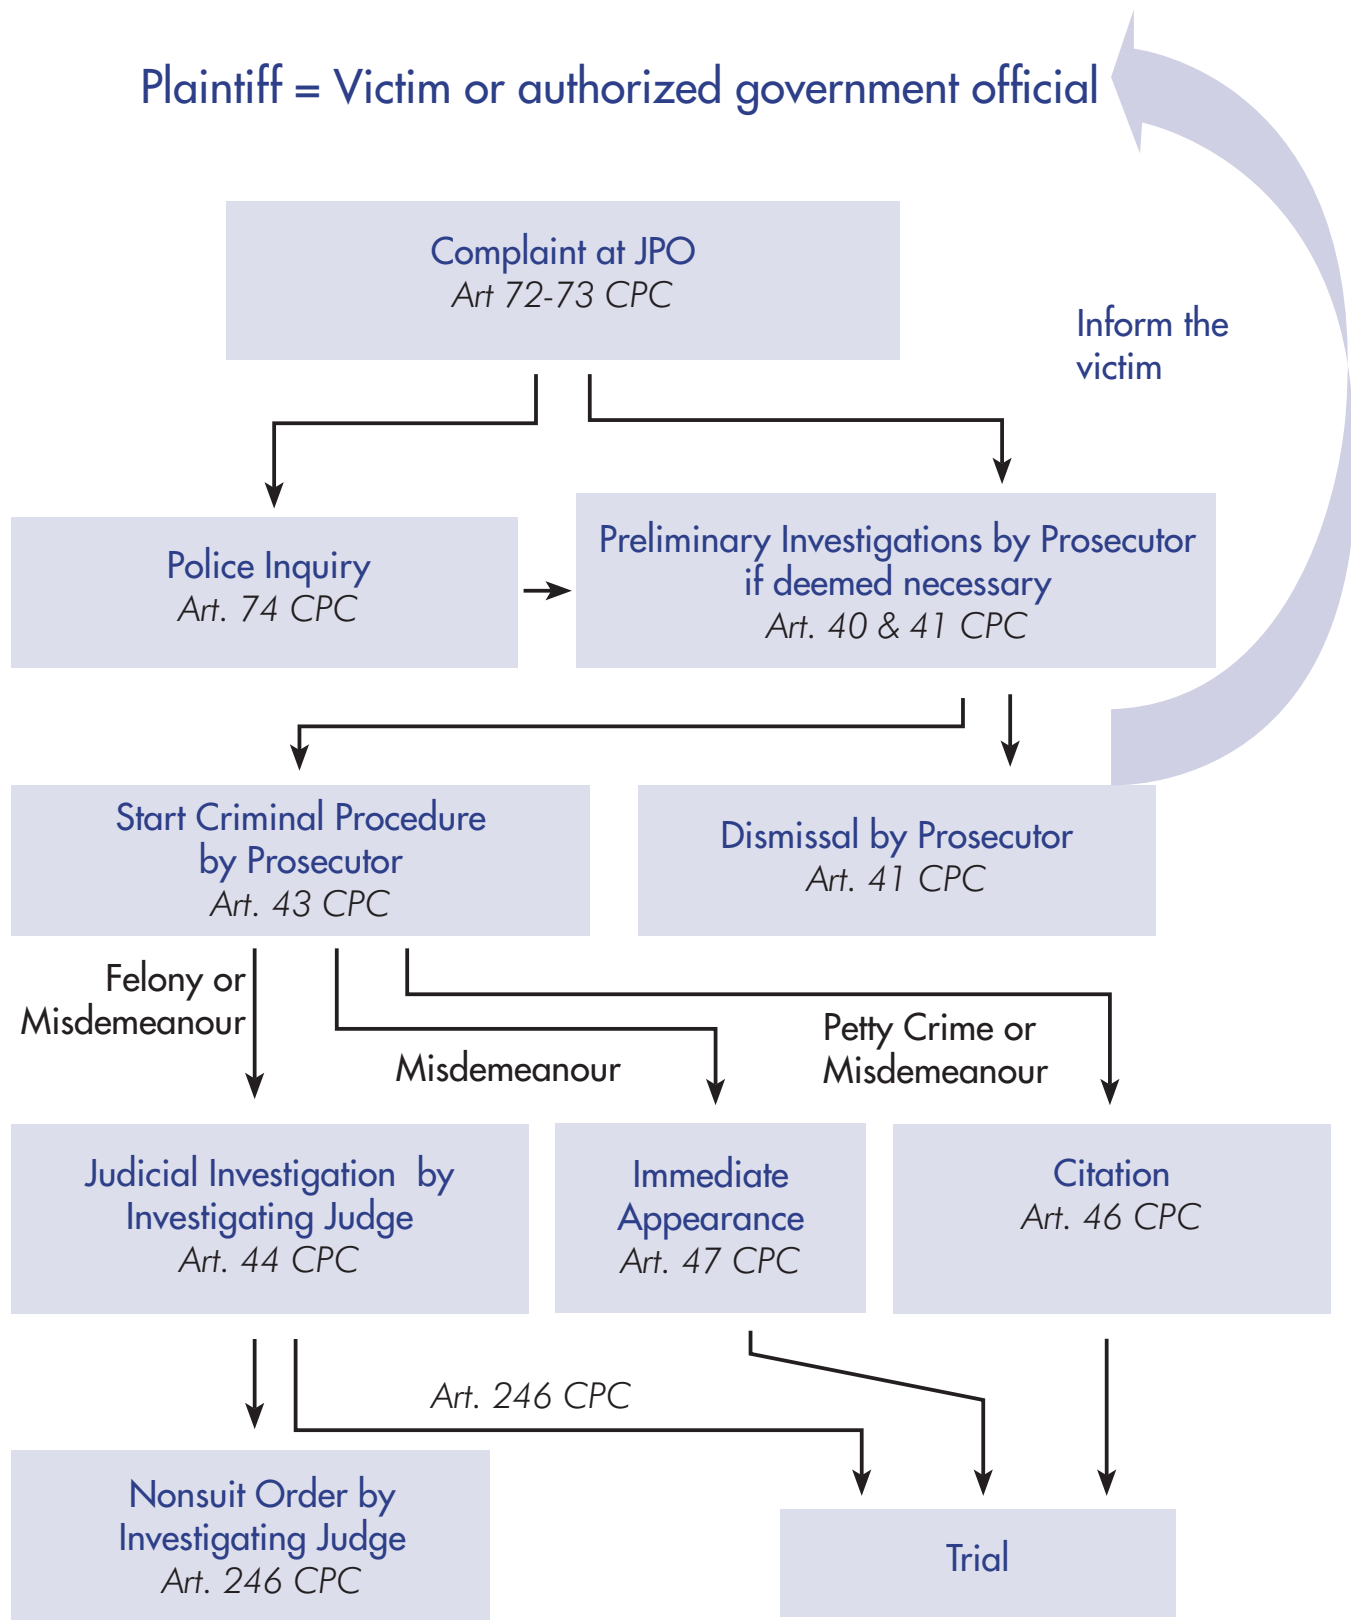 Plaintiff = Victim or authorized government official
Complaint at JPO
Art 72-73 CPC
Inform the
victim
Police Inquiry
Art. 74 CPC
Preliminary Investigations by Prosecutor
if deemed necessary
Art. 40 & 41 CPC
Start Criminal Procedure
by Prosecutor
Art. 43 CPC
Dismissal by Prosecutor
Art. 41 CPC
Felony or
Misdemeanour
Misdemeanour
Petty Crime or
Misdemeanour
Judicial Investigation by
Investigating Judge
Art. 44 CPC
Immediate
Appearance
Art. 47 CPC
Citation
Art. 46 CPC
Art. 246 CPC
Nonsuit Order by
Investigating Judge
Art. 246 CPC
Trial